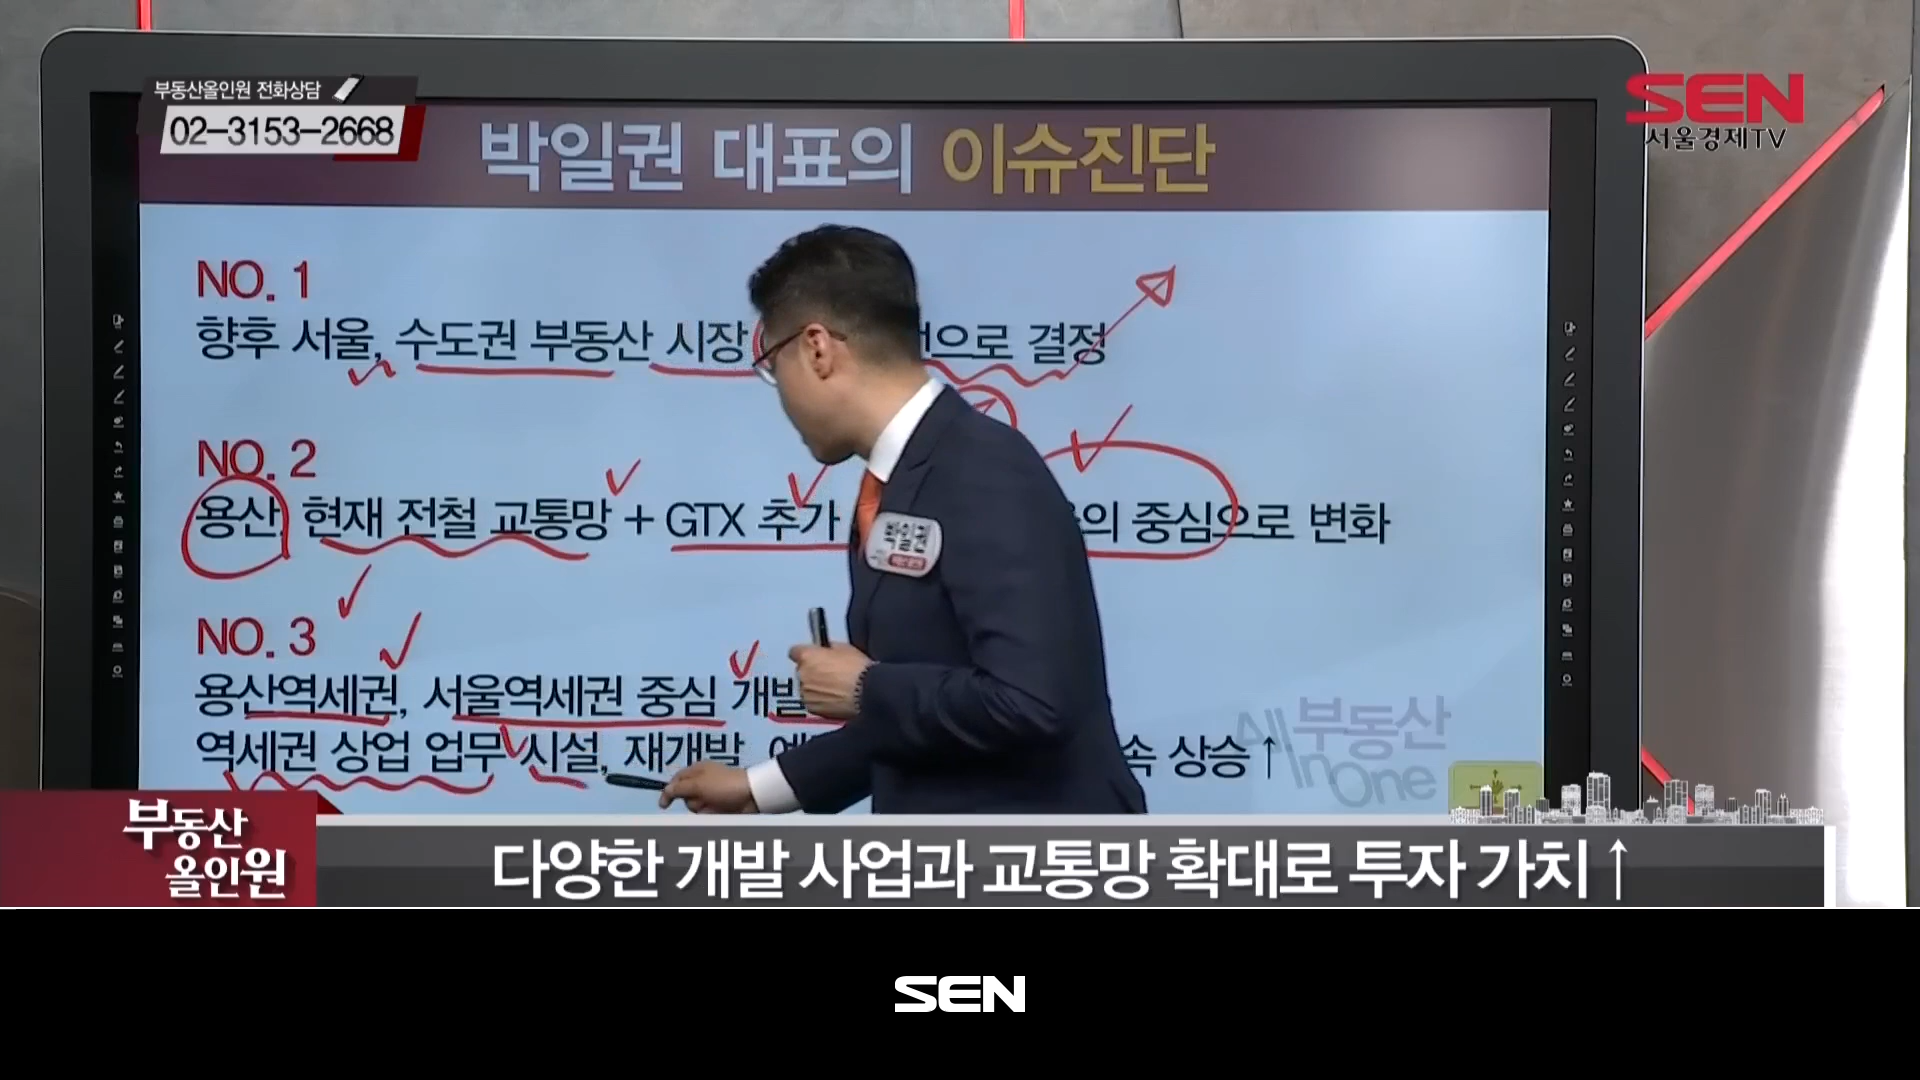 부동산올인원 전화상담
02-3153-2668
SEN
서울경제TV
박일권 대표의 이슈진단
NO. 1
향후 서울, 수도권 부동산 시장 으로 결정
NO. 2
용산, 현재 전철 교통망 + GTX 추가 중심으로 변화
박일권
NO. 3
용산역세권, 서울역세권 중심 개발
역세권 상업 업무 시설, 재개발, 상승↑
All 부동산
in One
부동산
올인원
다양한 개발 사업과 교통망 확대로 투자 가치↑
SEN